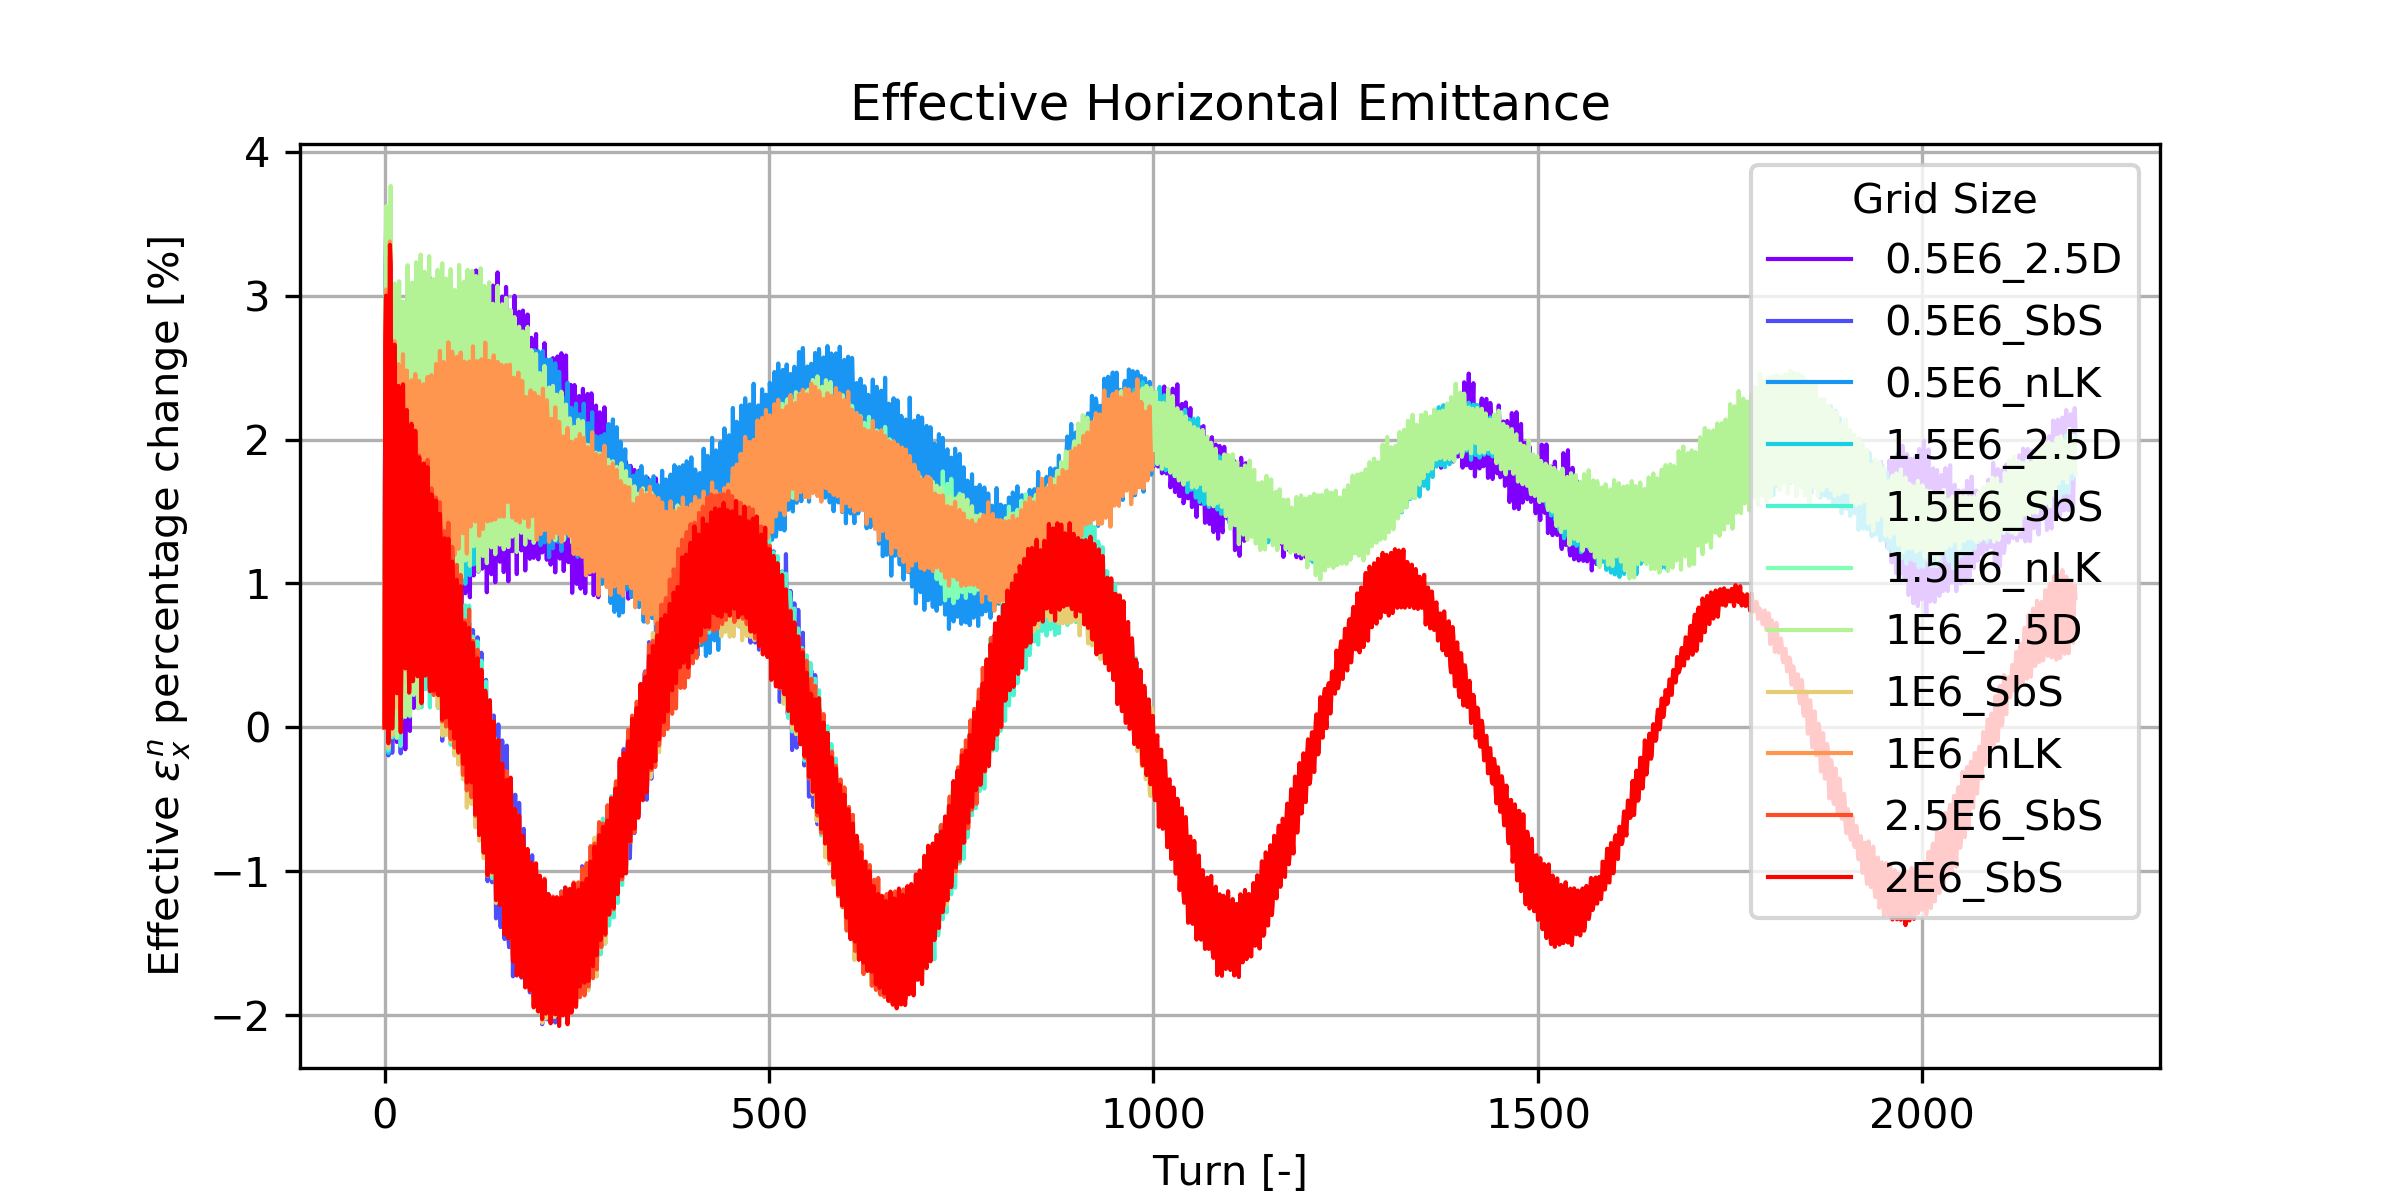 Effective Horizontal Emittance
Effective εₓⁿ percentage change [%]
4
3
2
1
0
−1
−2
0 500 1000 1500 2000
Turn [-]
Grid Size
0.5E6_2.5D
0.5E6_SbS
0.5E6_nLK
1.5E6_2.5D
1.5E6_SbS
1.5E6_nLK
1E6_2.5D
1E6_SbS
1E6_nLK
2.5E6_SbS
2E6_SbS